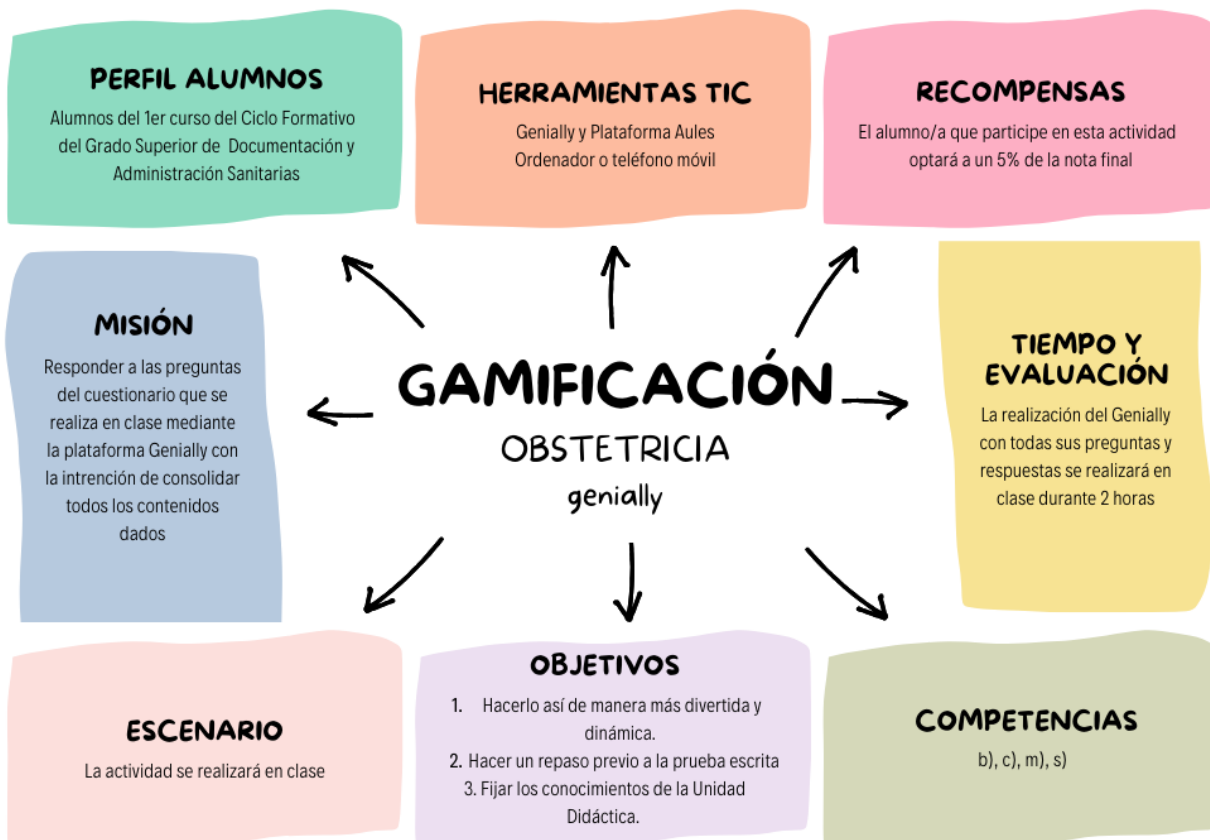 PERFIL ALUMNOS
Alumnos del 1er curso del Ciclo Formativo
del Grado Superior de Documentación y
Administración Sanitarias
HERRAMIENTAS TIC
Genially y Plataforma Aules
Ordenador o teléfono móvil
RECOMPENSAS
El alumno/a que participe en esta actividad
optará a un 5% de la nota final
MISIÓN
Responder a las preguntas
del cuestionario que se
realiza en clase mediante
la plataforma Genially con
la intrención de consolidar
todos los contenidos
dados
GAMIFICACIÓN
OBSTETRICIA
genially
TIEMPO Y
EVALUACIÓN
La realización del Genially
con todas sus preguntas y
respuestas se realizará en
clase durante 2 horas
ESCENARIO
La actividad se realizará en clase
OBJETIVOS
1. Hacerlo así de manera más divertida y
dinámica.
2. Hacer un repaso previo a la prueba escrita
3. Fijar los conocimientos de la Unidad
Didáctica.
COMPETENCIAS
b), c), m), s)